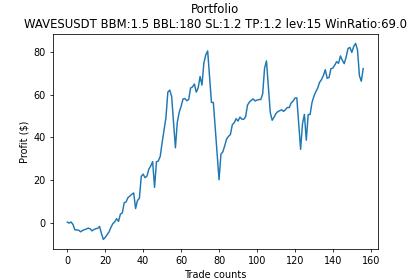 Portfolio
WAVESUSDT BBM:1.5 BBL:180 SL:1.2 TP:1.2 lev:15 WinRatio:69.0
80
60
40
20
0
Profit ($)
0 20 40 60 80 100 120 140 160
Trade counts